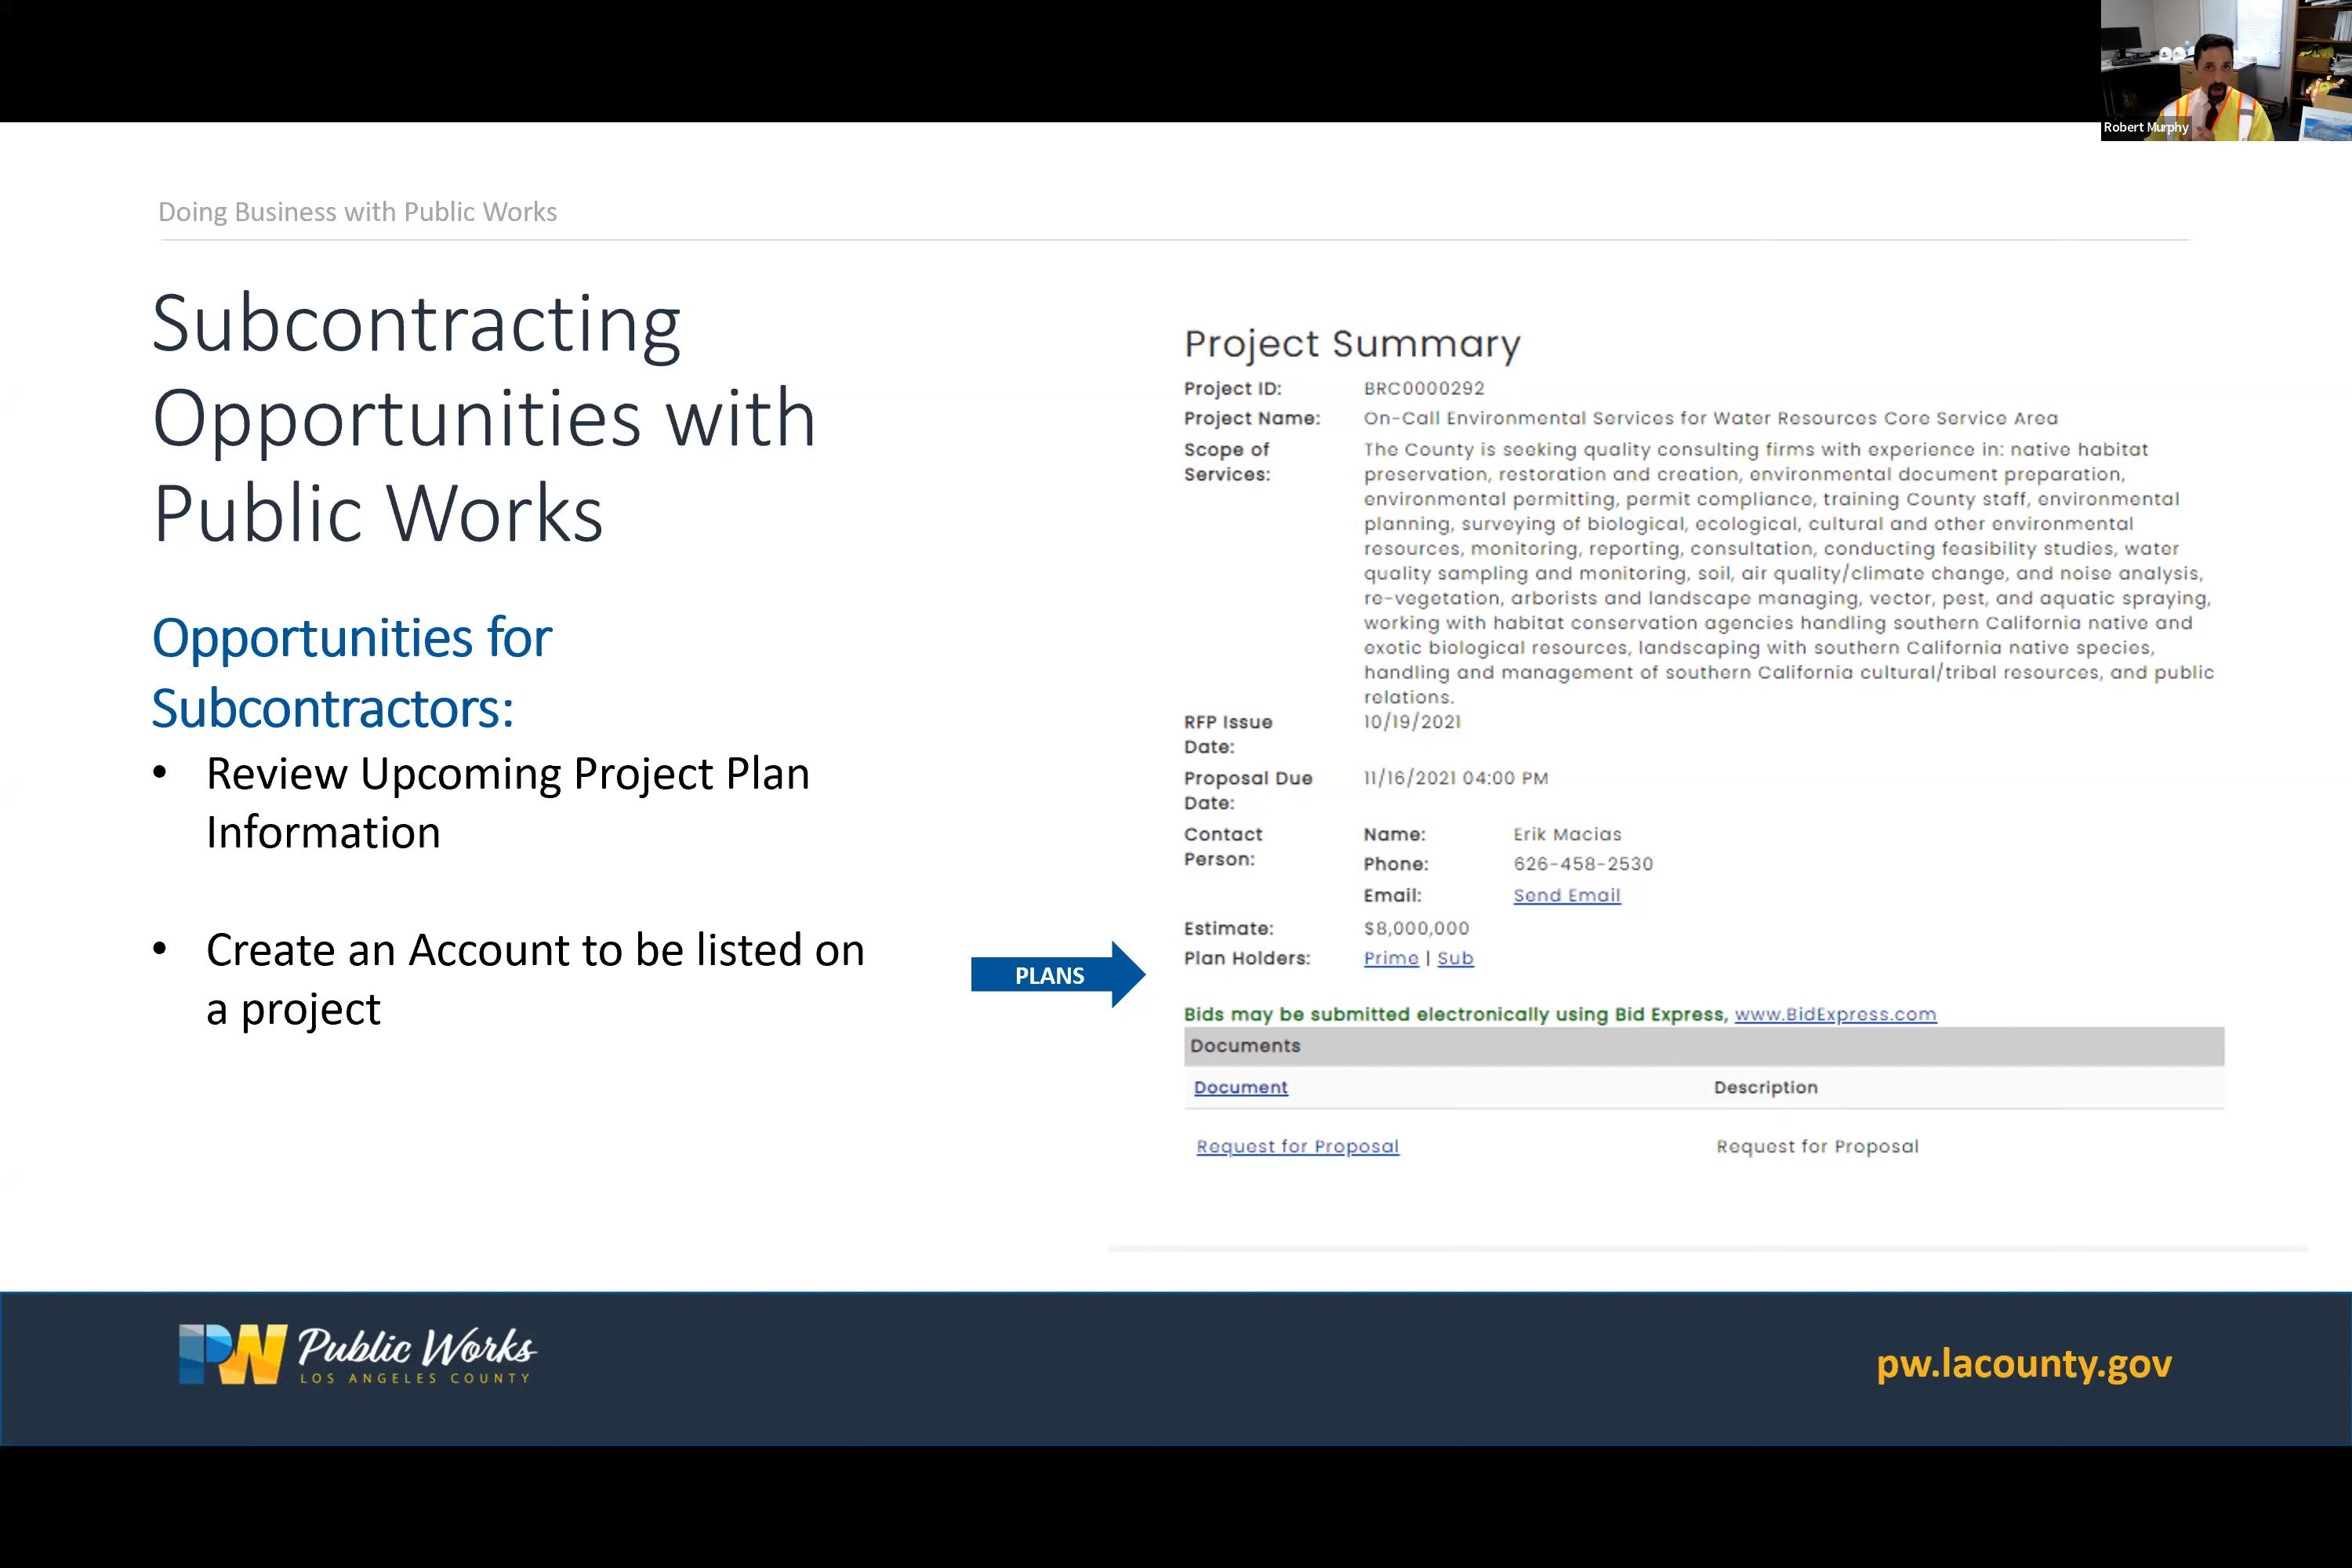 Robert Murphy
Doing Business with Public Works
Subcontracting
Opportunities with
Public Works
Opportunities for
Subcontractors:
• Review Upcoming Project Plan
Information
• Create an Account to be listed on
a project
PLANS
Project Summary
Project ID: BRC0000292
Project Name: On-Call Environmental Services for Water Resources Core Service Area
Scope of Services: The County is seeking quality consulting firms with experience in: native habitat
preservation, restoration and creation, environmental document preparation,
environmental permitting, permit compliance, training County staff, environmental
planning, surveying of biological, ecological, cultural and other environmental
resources, monitoring, reporting, consultation, conducting feasibility studies, water
quality sampling and monitoring, soil, air quality/climate change, and noise analysis,
re-vegetation, arborists and landscape managing, vector, pest, and aquatic spraying,
working with habitat conservation agencies handling southern California native and
exotic biological resources, landscaping with southern California native species,
handling and management of southern California cultural/tribal resources, and public
relations.
RFP Issue Date: 10/19/2021
Proposal Due Date: 11/16/2021 04:00 PM
Contact Person: Name: Erik Macias
Phone: 626-458-2530
Email: Send Email
Estimate: $8,000,000
Plan Holders: Prime | Sub
Bids may be submitted electronically using Bid Express, www.BidExpress.com
Documents
Document Description
Request for Proposal Request for Proposal
PW Public Works
LOS ANGELES COUNTY
pw.lacounty.gov